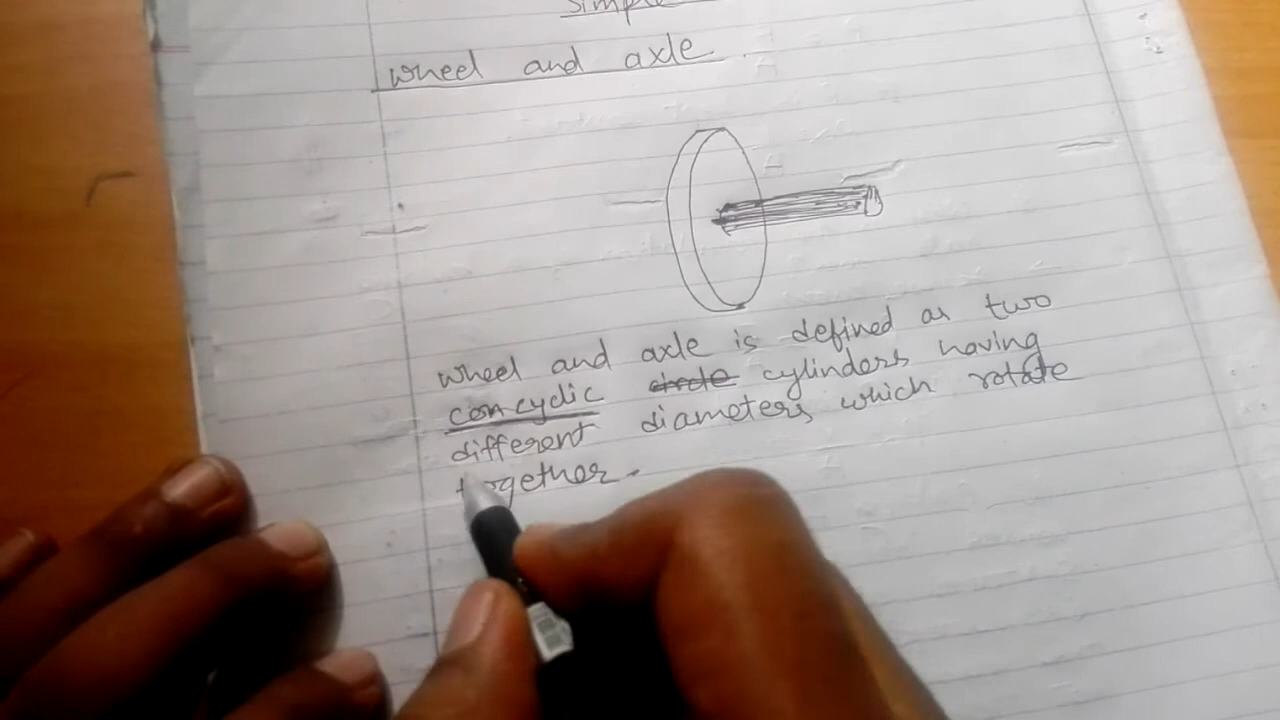 Simple
wheel and axle
wheel and axle is defined as two
concyclic circle cylinders having
different diameters which rotate
together.